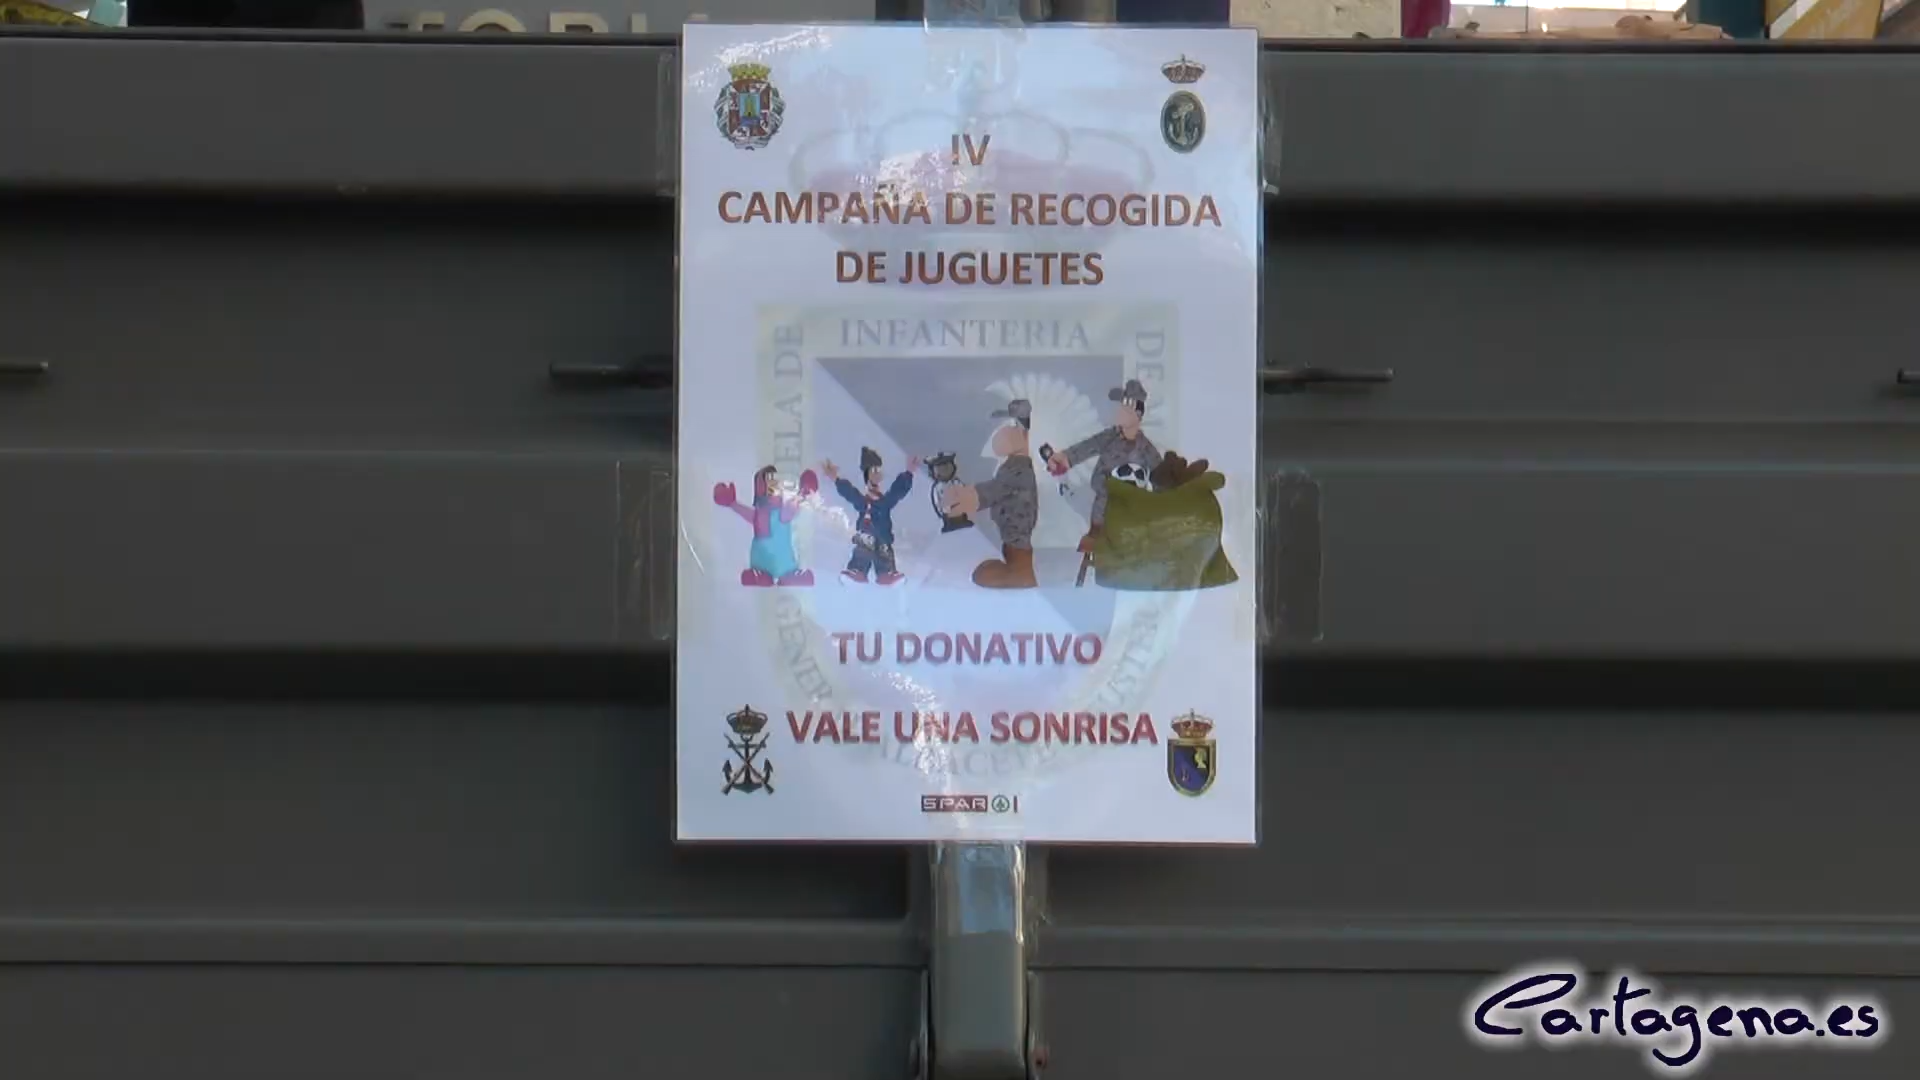 IV
CAMPAÑA DE RECOGIDA
DE JUGUETES
INFANTERIA
TU DONATIVO
VALE UNA SONRISA
SPAR
Cartagena.es